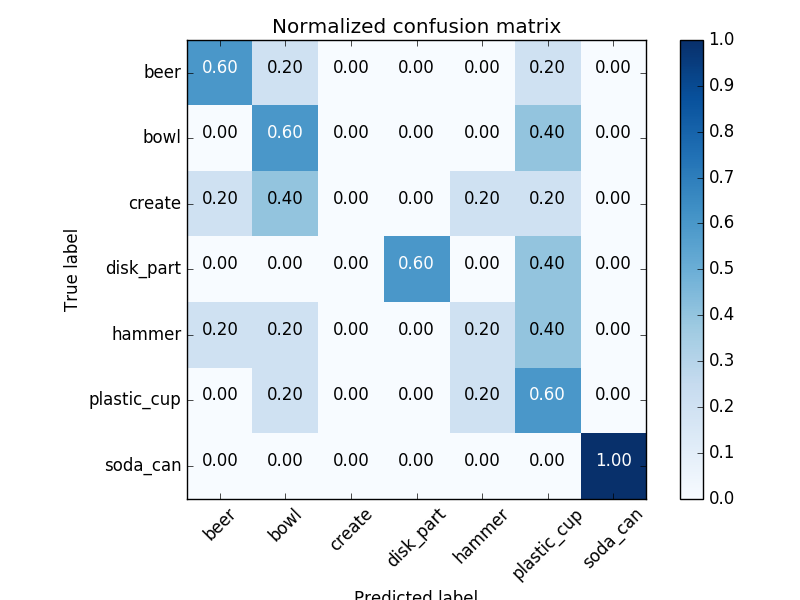 Normalized confusion matrix
beer 0.60 0.20 0.00 0.00 0.00 0.20 0.00
bowl 0.00 0.60 0.00 0.00 0.00 0.40 0.00
create 0.20 0.40 0.00 0.00 0.20 0.20 0.00
disk_part 0.00 0.00 0.00 0.60 0.00 0.40 0.00
hammer 0.20 0.20 0.00 0.00 0.20 0.40 0.00
plastic_cup 0.00 0.20 0.00 0.00 0.20 0.60 0.00
soda_can 0.00 0.00 0.00 0.00 0.00 0.00 1.00
beer bowl create disk_part hammer plastic_cup soda_can
True label
Predicted label
1.0
0.9
0.8
0.7
0.6
0.5
0.4
0.3
0.2
0.1
0.0